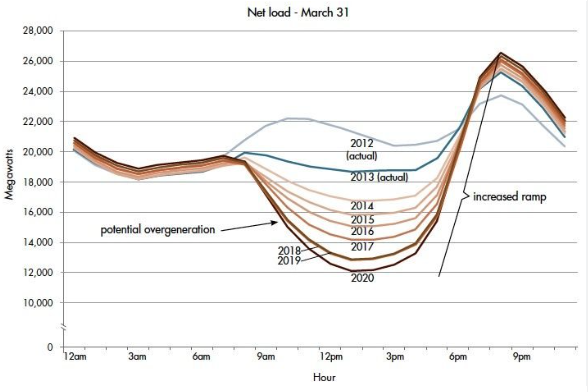 Net load - March 31
28,000
26,000
24,000
22,000
20,000
18,000
16,000
14,000
12,000
10,000
0
Megawatts
2012
(actual)
2013 (actual)
2014
2015
2016
2017
2018
2019
2020
potential overgeneration
increased ramp
12am
3am
6am
9am
12pm
3pm
6pm
9pm
Hour